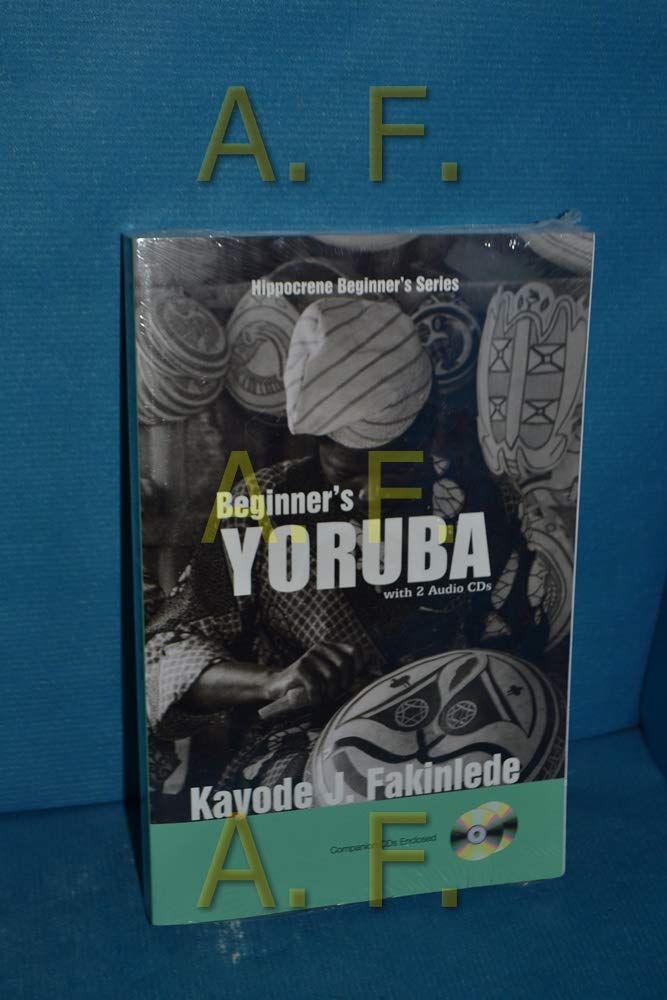 A. F.
Hippocrene Beginner's Series
A. F.
Beginner's
YORUBA
with 2 Audio CDs
Kayode J. Fakinlede
A. F.
Companion CDs Enclosed